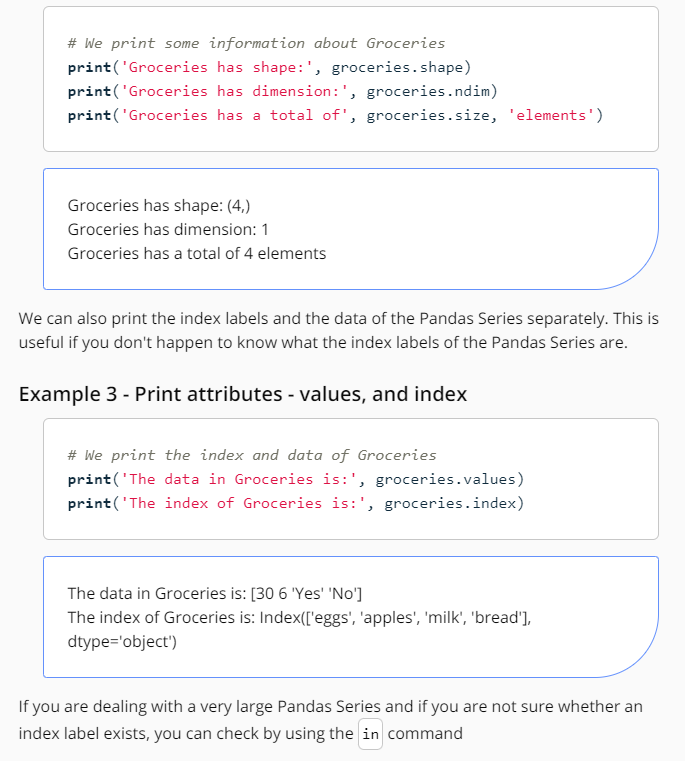 # We print some information about Groceries
print('Groceries has shape:', groceries.shape)
print('Groceries has dimension:', groceries.ndim)
print('Groceries has a total of', groceries.size, 'elements')
Groceries has shape: (4,)
Groceries has dimension: 1
Groceries has a total of 4 elements
We can also print the index labels and the data of the Pandas Series separately. This is
useful if you don't happen to know what the index labels of the Pandas Series are.
Example 3 - Print attributes - values, and index
# We print the index and data of Groceries
print('The data in Groceries is:', groceries.values)
print('The index of Groceries is:', groceries.index)
The data in Groceries is: [30 6 'Yes' 'No']
The index of Groceries is: Index(['eggs', 'apples', 'milk', 'bread'],
dtype='object')
If you are dealing with a very large Pandas Series and if you are not sure whether an
index label exists, you can check by using the in command